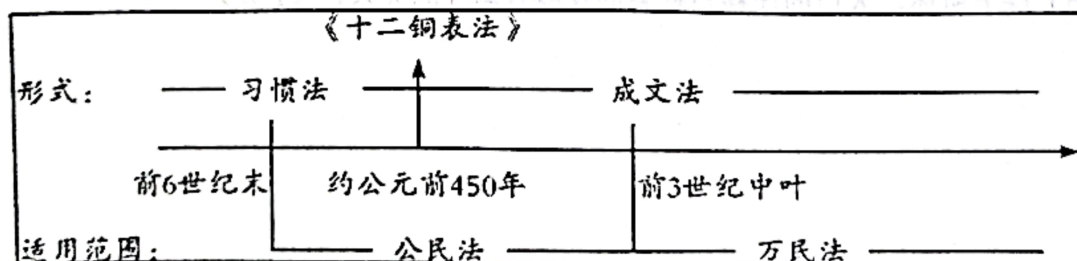 《十二铜表法》
形式： 习惯法 成文法
前6世纪末 约公元前450年 前3世纪中叶
适用范围： 公民法 万民法